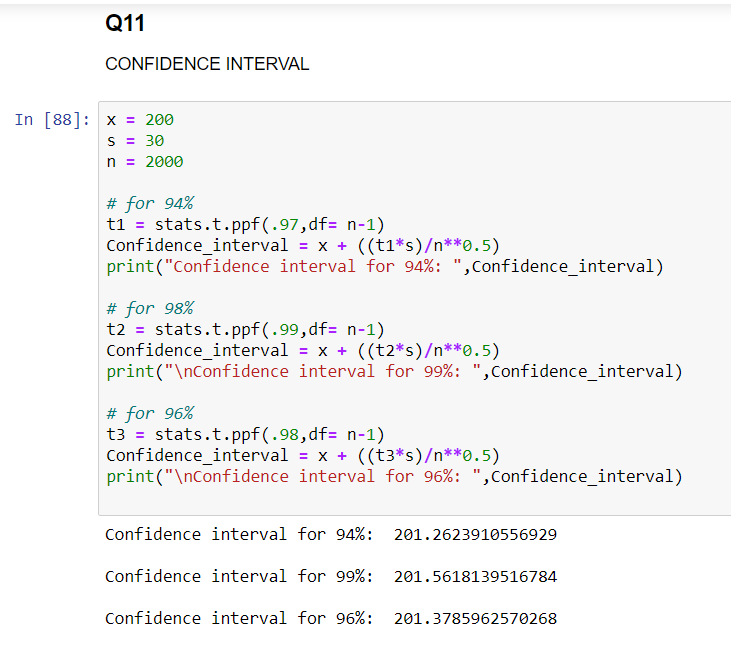 Q11
CONFIDENCE INTERVAL
In [88]:
x = 200
s = 30
n = 2000
# for 94%
t1 = stats.t.ppf(.97,df= n-1)
Confidence_interval = x + ((t1*s)/n**0.5)
print("Confidence interval for 94%: ",Confidence_interval)
# for 98%
t2 = stats.t.ppf(.99,df= n-1)
Confidence_interval = x + ((t2*s)/n**0.5)
print("\nConfidence interval for 99%: ",Confidence_interval)
# for 96%
t3 = stats.t.ppf(.98,df= n-1)
Confidence_interval = x + ((t3*s)/n**0.5)
print("\nConfidence interval for 96%: ",Confidence_interval)
Confidence interval for 94%:  201.2623910556929
Confidence interval for 99%:  201.5618139516784
Confidence interval for 96%:  201.3785962570268